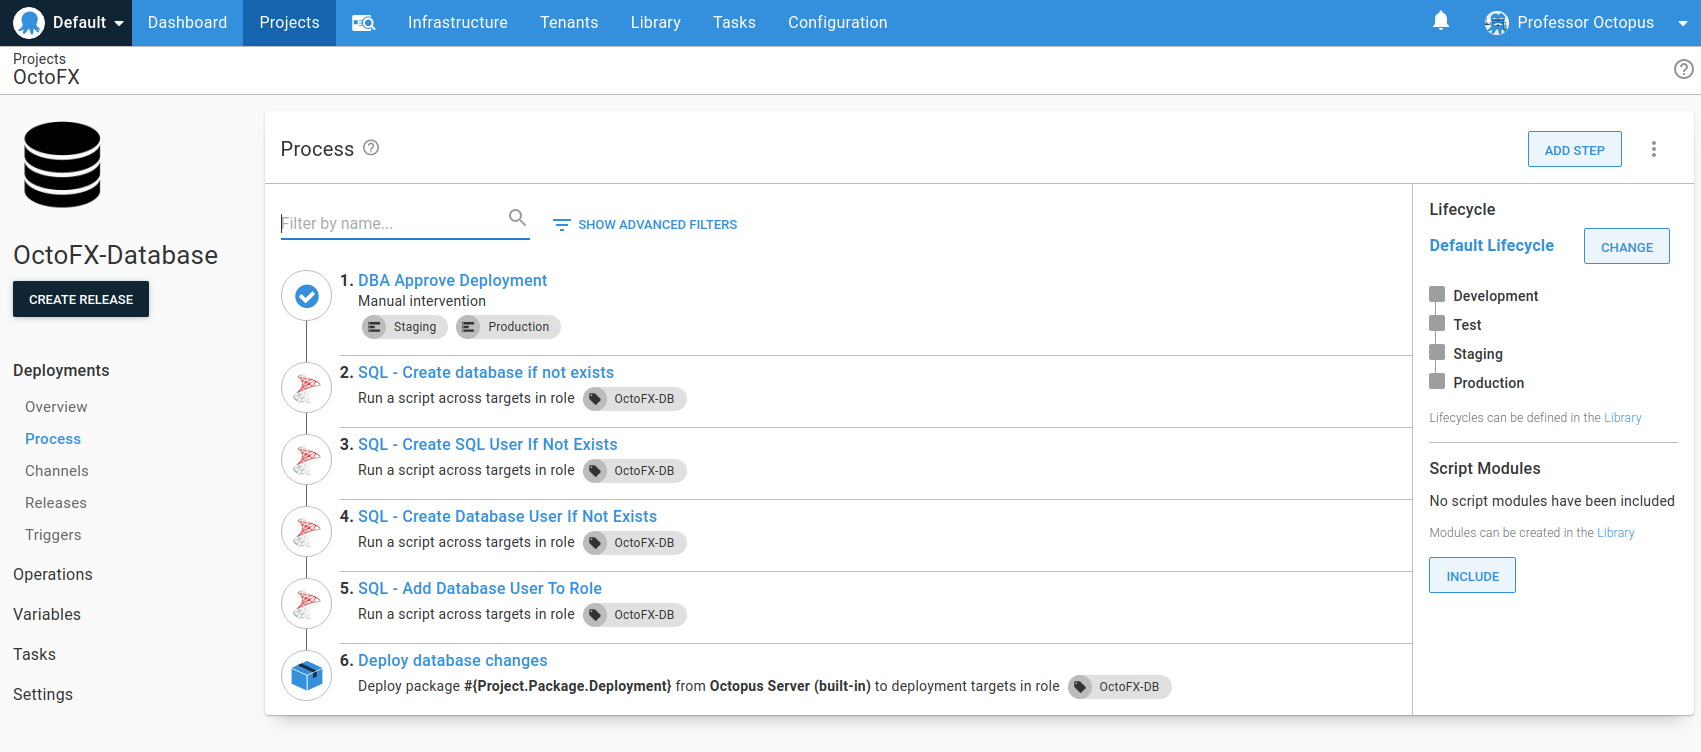 Default Dashboard Projects Infrastructure Tenants Library Tasks Configuration Professor Octopus
Projects
OctoFX
OctoFX-Database
CREATE RELEASE
Deployments
Overview
Process
Channels
Releases
Triggers
Operations
Variables
Tasks
Settings
Process
ADD STEP
Filter by name...
SHOW ADVANCED FILTERS
1. DBA Approve Deployment
Manual intervention
Staging Production
2. SQL - Create database if not exists
Run a script across targets in role OctoFX-DB
3. SQL - Create SQL User If Not Exists
Run a script across targets in role OctoFX-DB
4. SQL - Create Database User If Not Exists
Run a script across targets in role OctoFX-DB
5. SQL - Add Database User To Role
Run a script across targets in role OctoFX-DB
6. Deploy database changes
Deploy package #{Project.Package.Deployment} from Octopus Server (built-in) to deployment targets in role OctoFX-DB
Lifecycle
Default Lifecycle
CHANGE
Development
Test
Staging
Production
Lifecycles can be defined in the Library
Script Modules
No script modules have been included
Modules can be created in the Library
INCLUDE